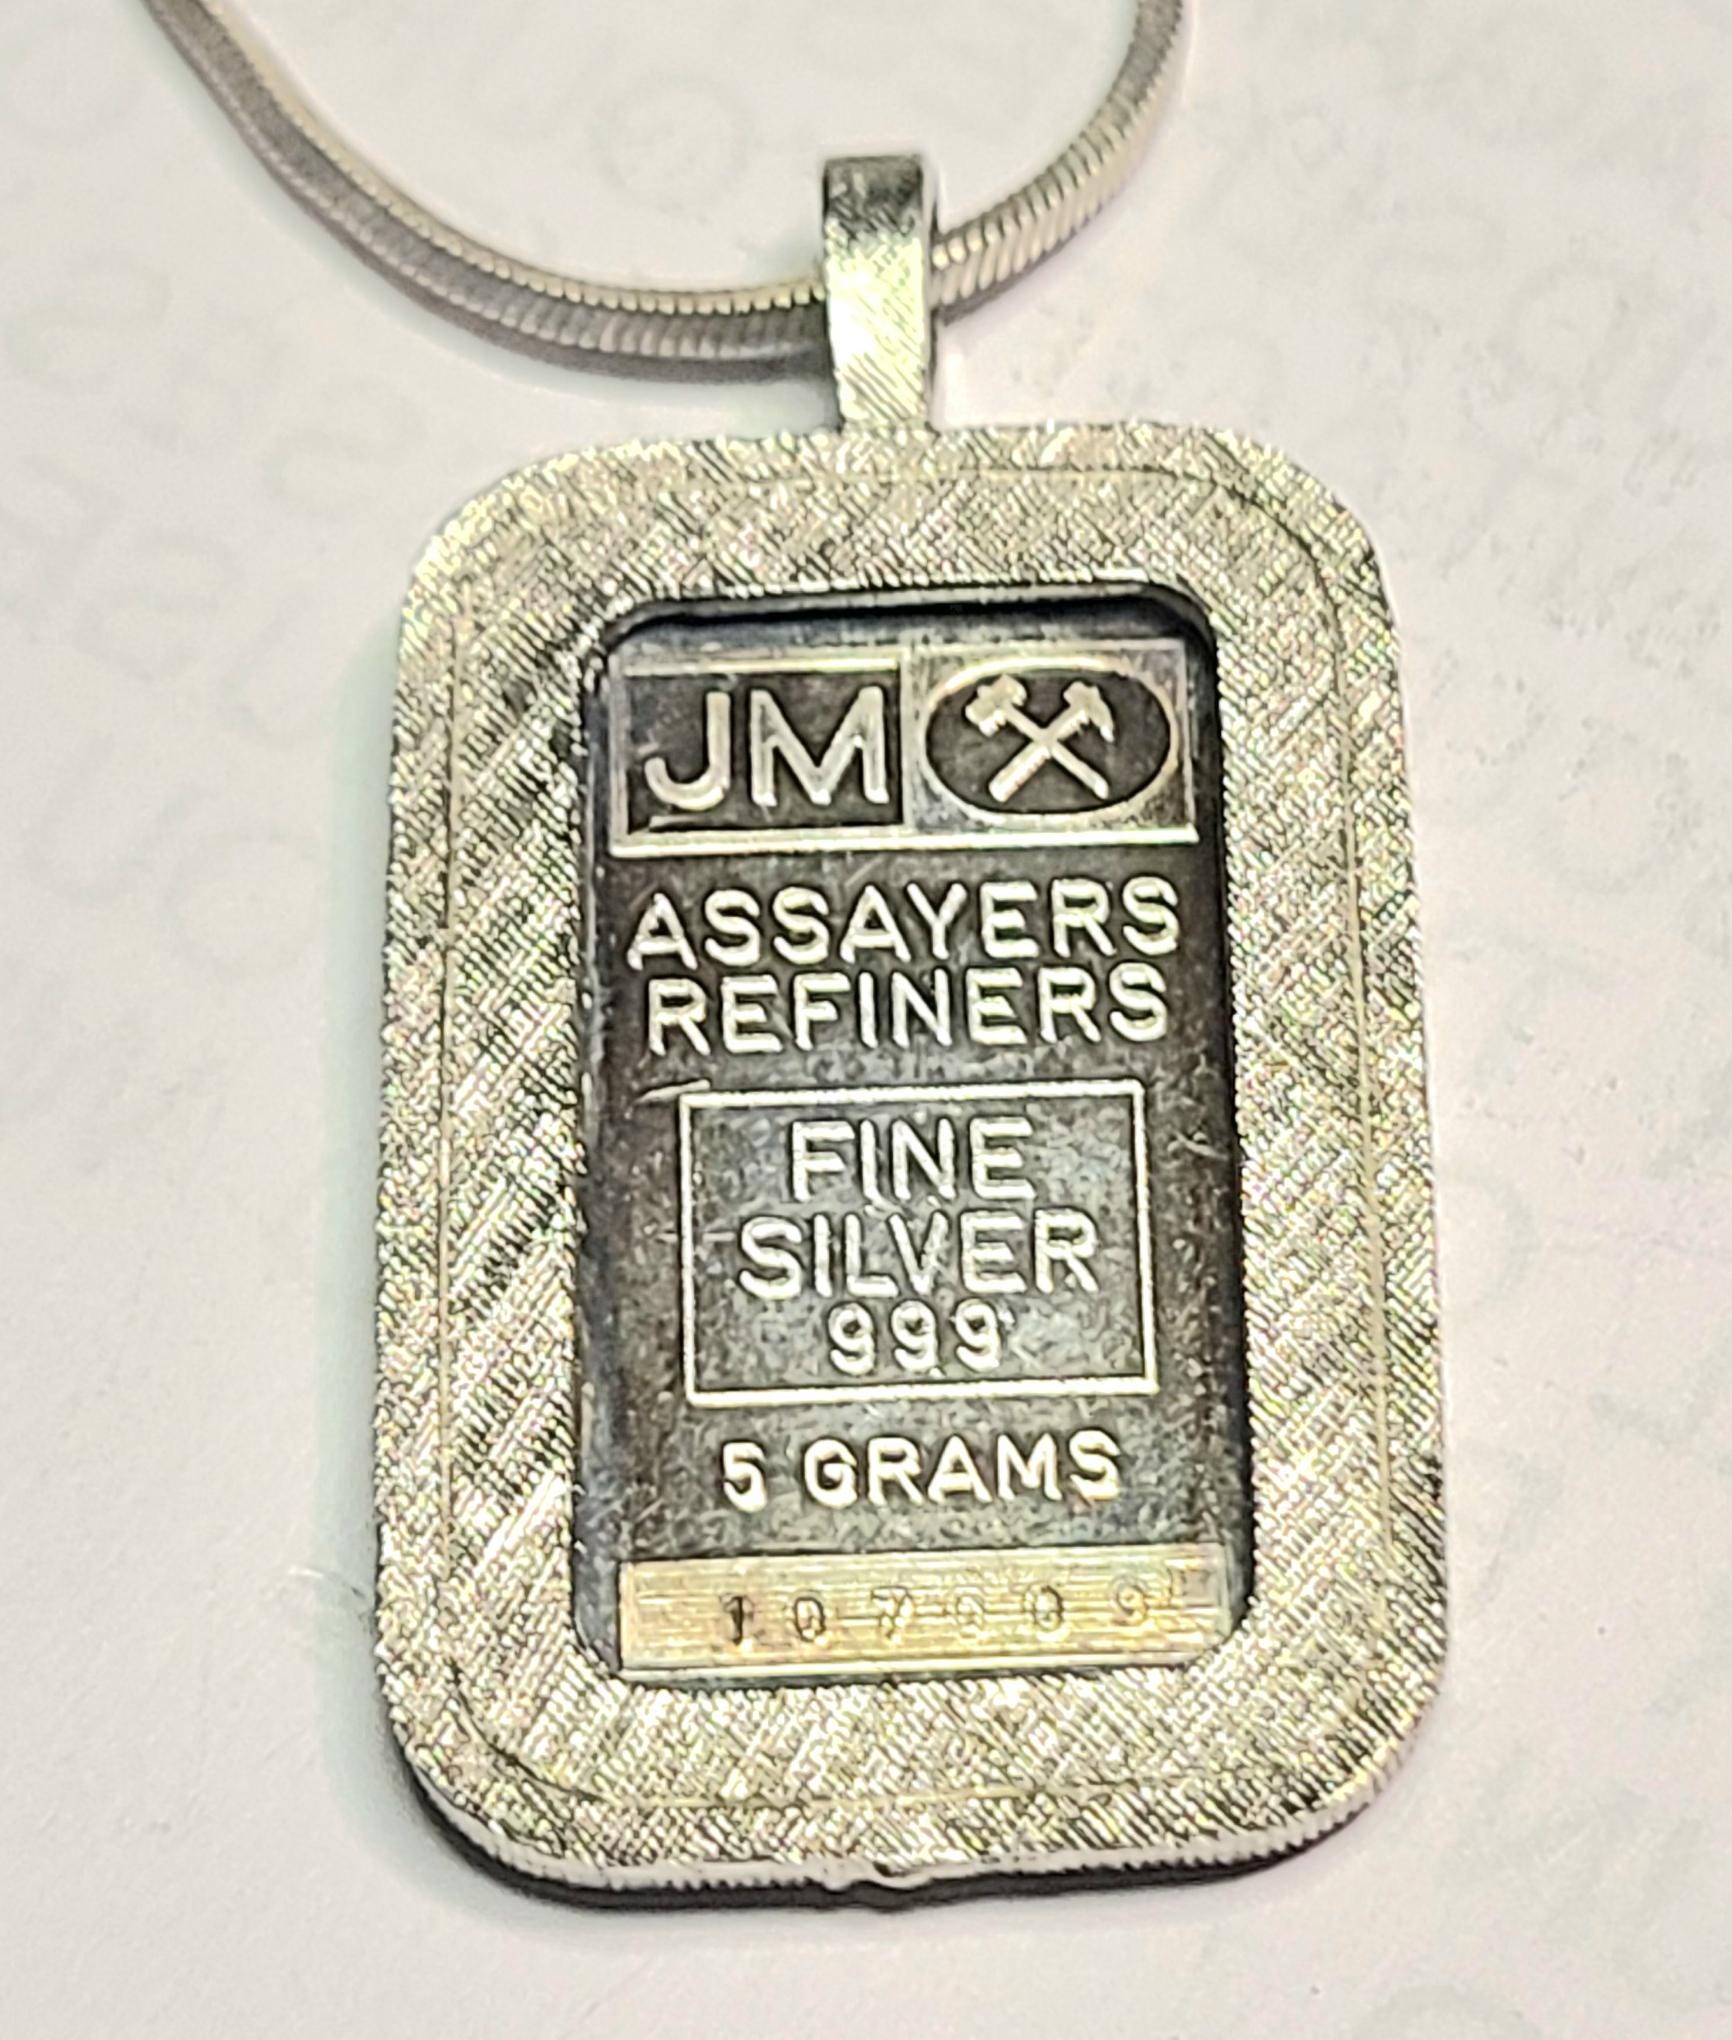 JM
ASSAYERS
REFINERS
FINE
SILVER
999
5 GRAMS